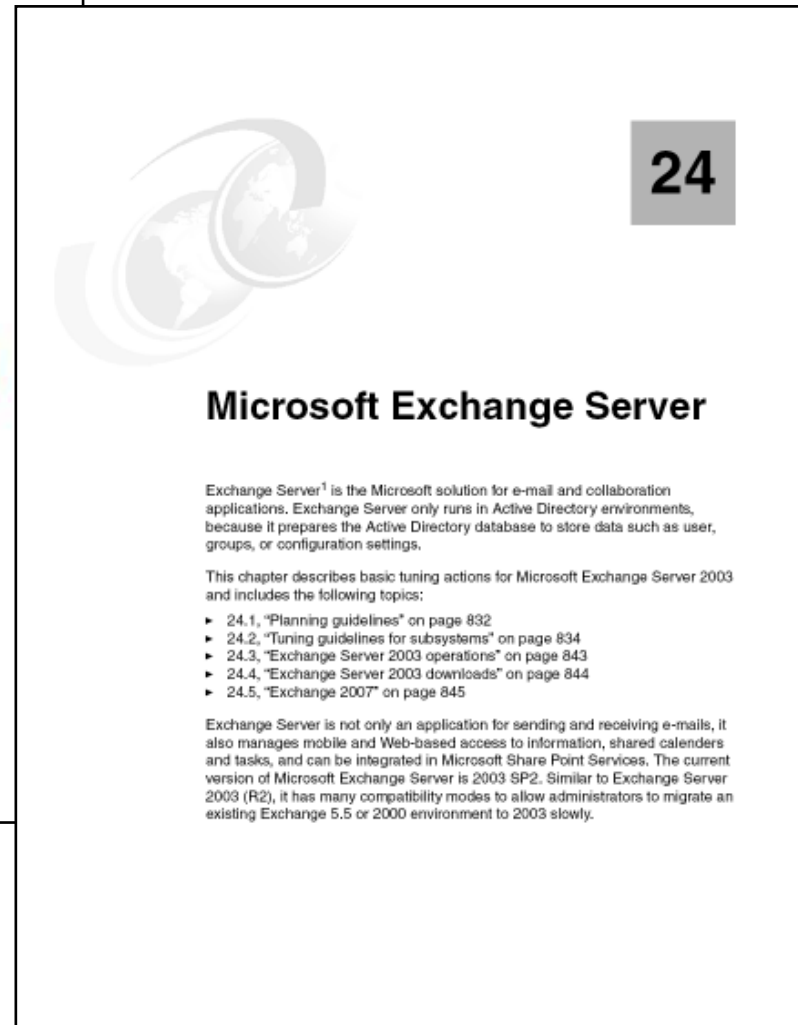 24
Microsoft Exchange Server
Exchange Server1 is the Microsoft solution for e-mail and collaboration
applications. Exchange Server only runs in Active Directory environments,
because it prepares the Active Directory database to store data such as user,
groups, or configuration settings.
This chapter describes basic tuning actions for Microsoft Exchange Server 2003
and includes the following topics:
► 24.1, “Planning guidelines” on page 832
► 24.2, “Tuning guidelines for subsystems” on page 834
► 24.3, “Exchange Server 2003 operations” on page 843
► 24.4, “Exchange Server 2003 downloads” on page 844
► 24.5, “Exchange 2007” on page 845
Exchange Server is not only an application for sending and receiving e-mails, it
also manages mobile and Web-based access to information, shared calenders
and tasks, and can be integrated in Microsoft Share Point Services. The current
version of Microsoft Exchange Server is 2003 SP2. Similar to Exchange Server
2003 (R2), it has many compatibility modes to allow administrators to migrate an
existing Exchange 5.5 or 2000 environment to 2003 slowly.